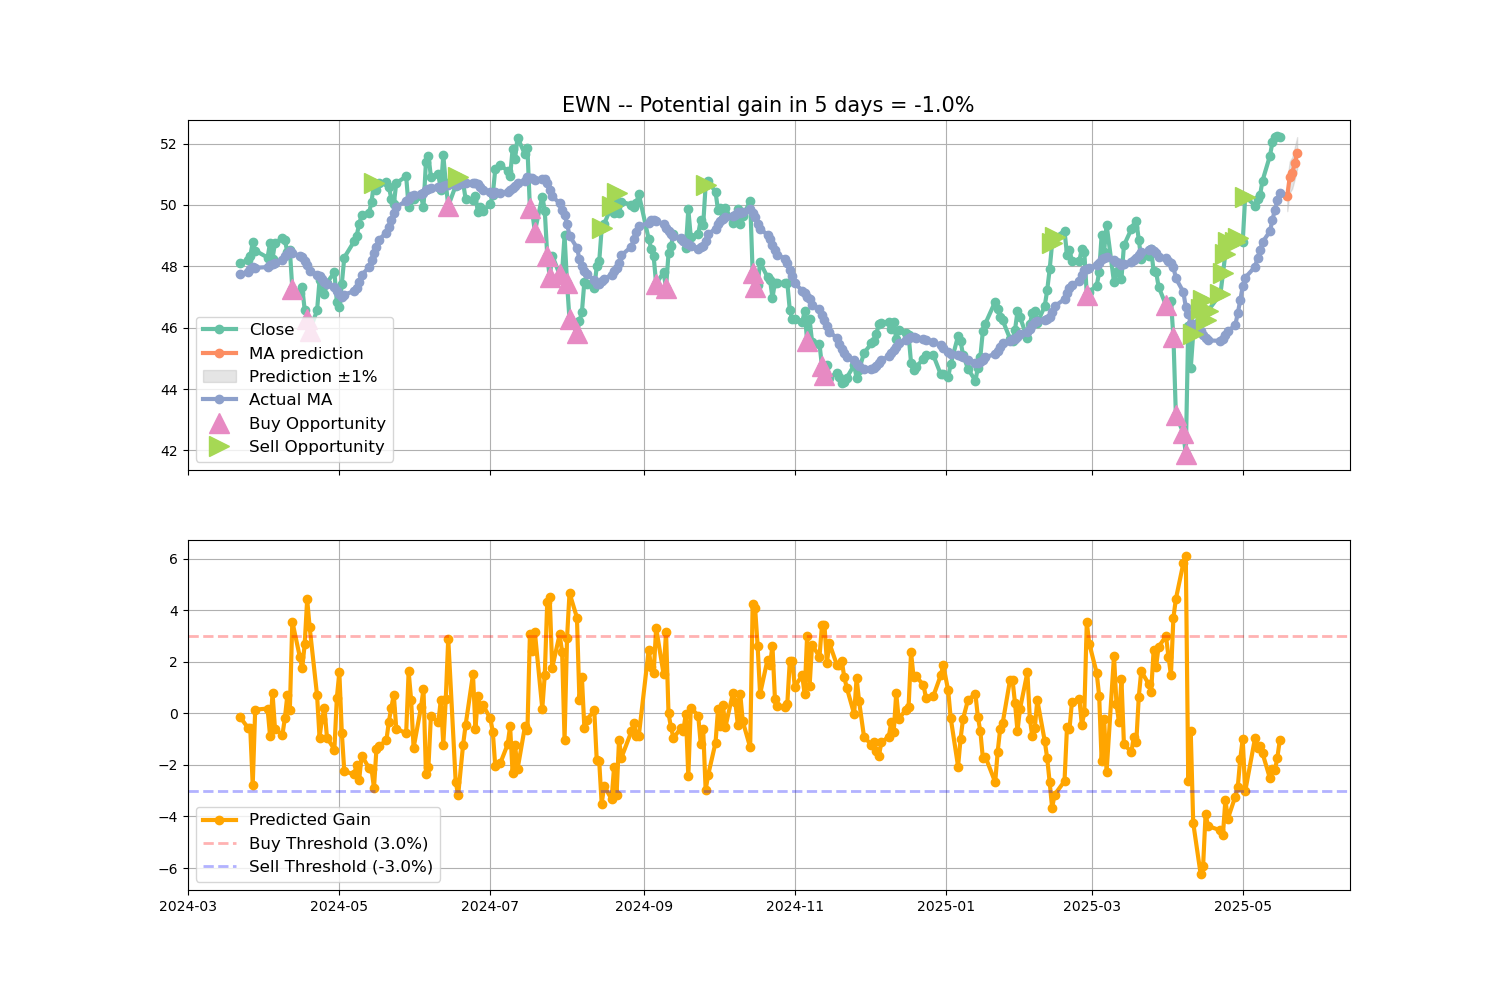 EWN -- Potential gain in 5 days = -1.0%
52
50
48
46
44
42
Close
MA prediction
Prediction ±1%
Actual MA
Buy Opportunity
Sell Opportunity
6
4
2
0
−2
−4
−6
Predicted Gain
Buy Threshold (3.0%)
Sell Threshold (-3.0%)
2024-03 2024-05 2024-07 2024-09 2024-11 2025-01 2025-03 2025-05